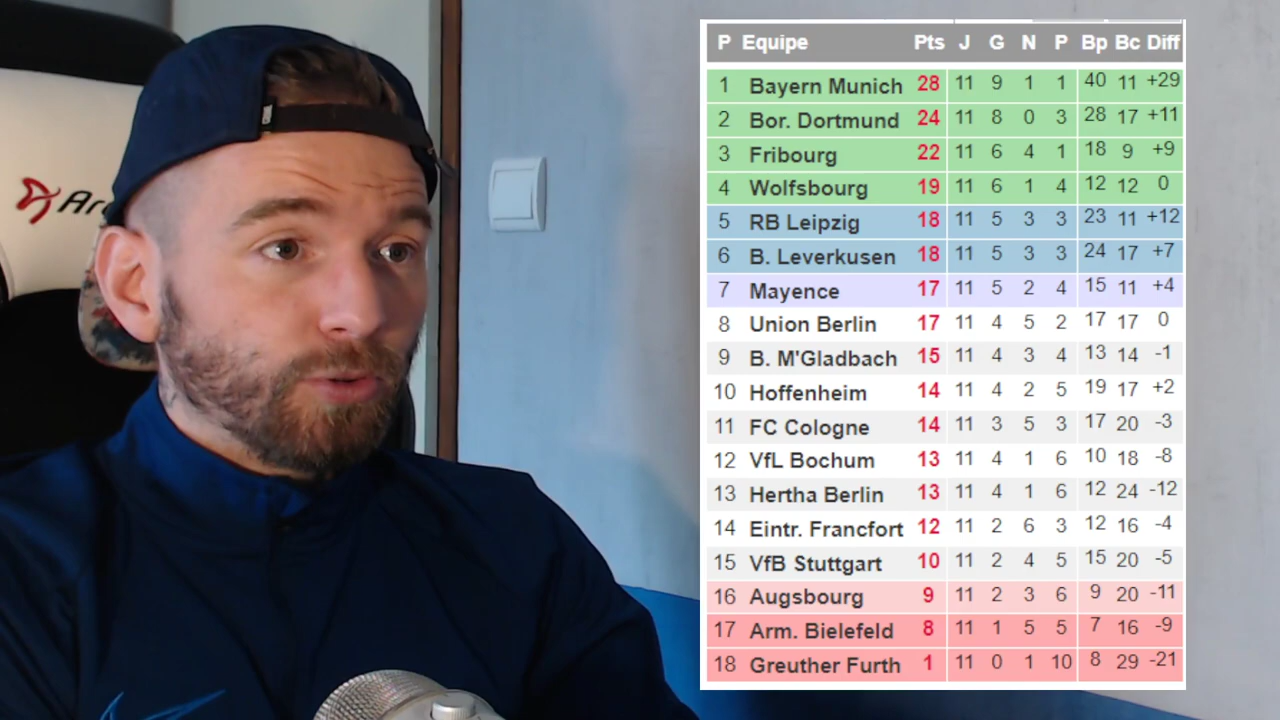 Ar
P Equipe Pts J G N P Bp Bc Diff
1 Bayern Munich 28 11 9 1 1 40 11 +29
2 Bor. Dortmund 24 11 8 0 3 28 17 +11
3 Fribourg 22 11 6 4 1 18 9 +9
4 Wolfsbourg 19 11 6 1 4 12 12 0
5 RB Leipzig 18 11 5 3 3 23 11 +12
6 B. Leverkusen 18 11 5 3 3 24 17 +7
7 Mayence 17 11 5 2 4 15 11 +4
8 Union Berlin 17 11 4 5 2 17 17 0
9 B. M'Gladbach 15 11 4 3 4 13 14 -1
10 Hoffenheim 14 11 4 2 5 19 17 +2
11 FC Cologne 14 11 3 5 3 17 20 -3
12 VfL Bochum 13 11 4 1 6 10 18 -8
13 Hertha Berlin 13 11 4 1 6 12 24 -12
14 Eintr. Francfort 12 11 2 6 3 12 16 -4
15 VfB Stuttgart 10 11 2 4 5 15 20 -5
16 Augsbourg 9 11 2 3 6 9 20 -11
17 Arm. Bielefeld 8 11 1 5 5 7 16 -9
18 Greuther Furth 1 11 0 1 10 8 29 -21